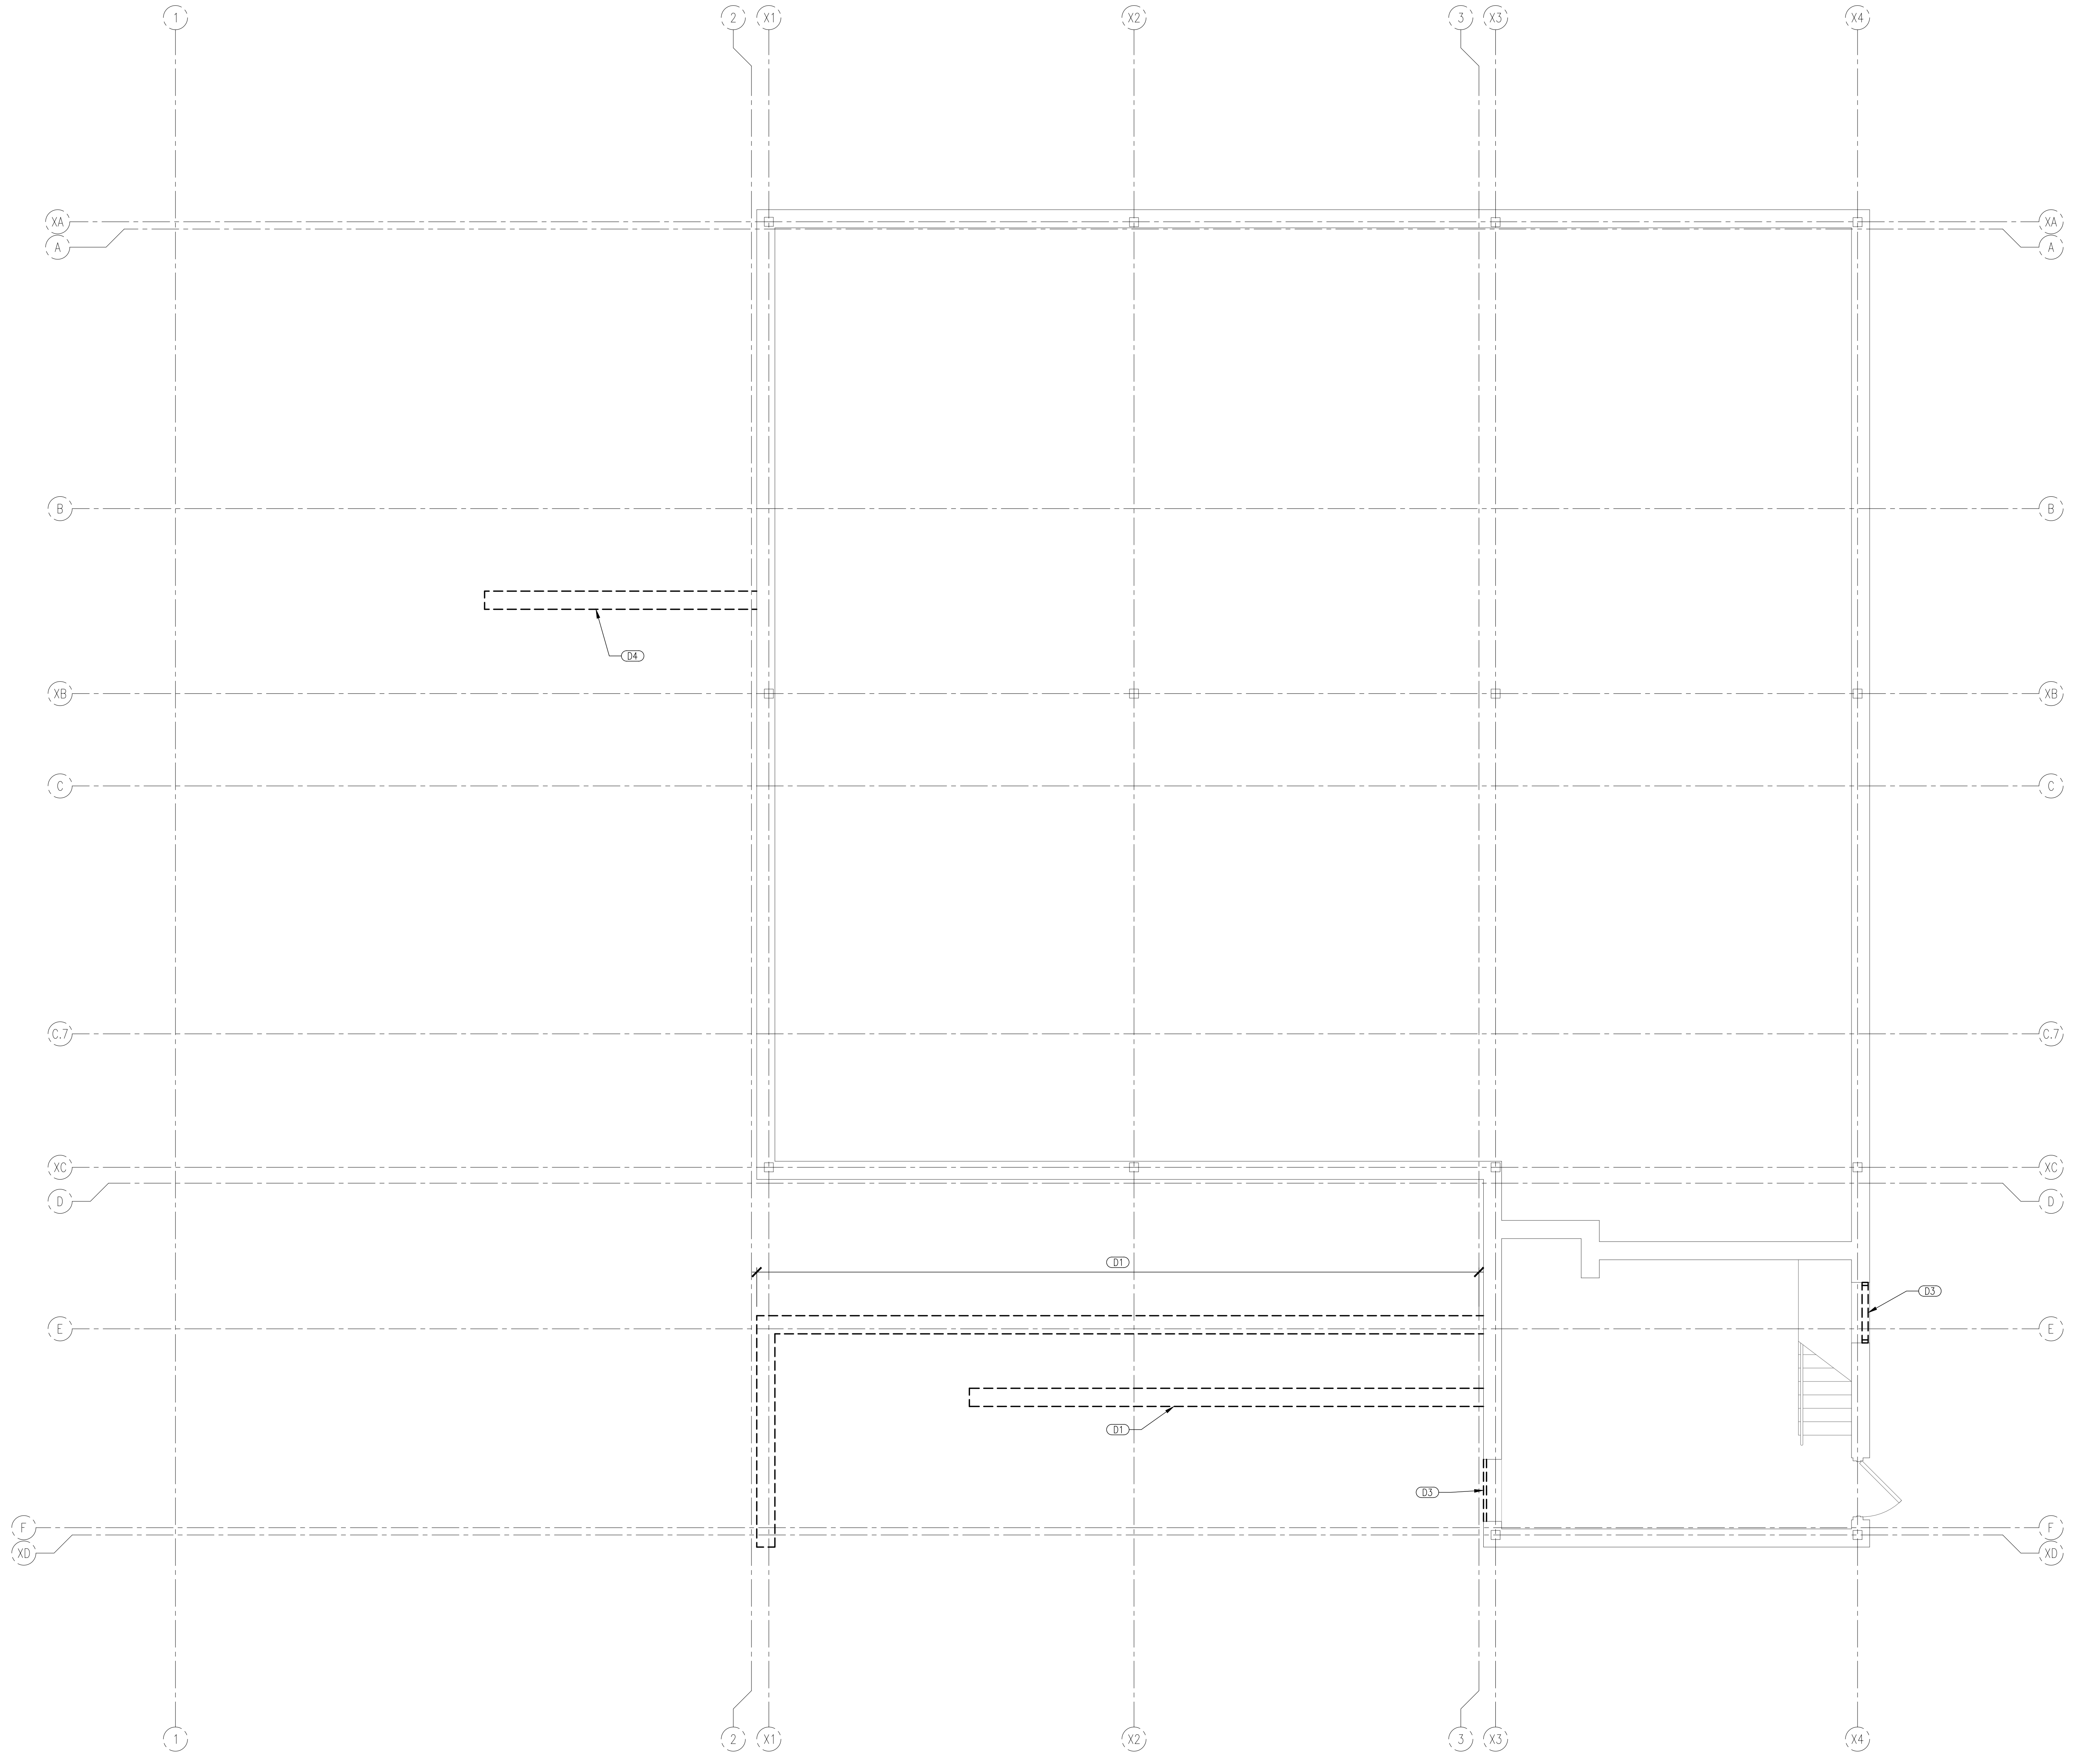 1 2 X1 X2 3 X3 X4
XA XA
A A
B B
D4
XB XB
C C
C.7 C.7
XC XC
D D
D1
D3
E E
D1
D3
F F
XD XD
1 2 X1 X2 3 X3 X4